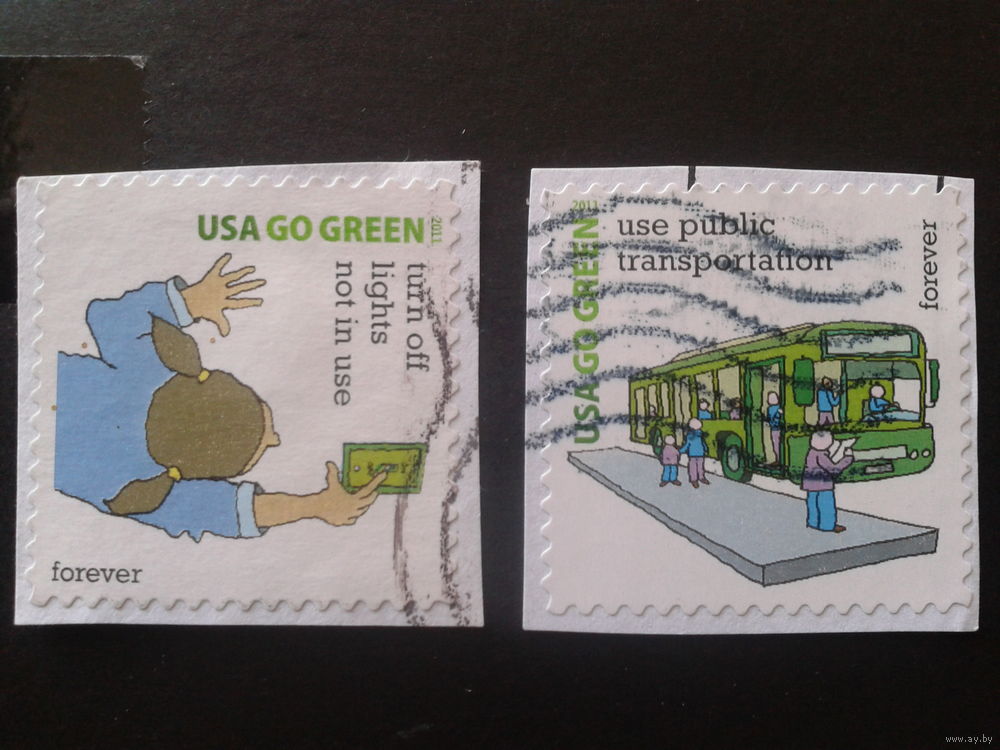 USA GO GREEN
2011
turn off
lights
not in use
forever
2011
USA GO GREEN
use public
transportation
forever
www.ay.by